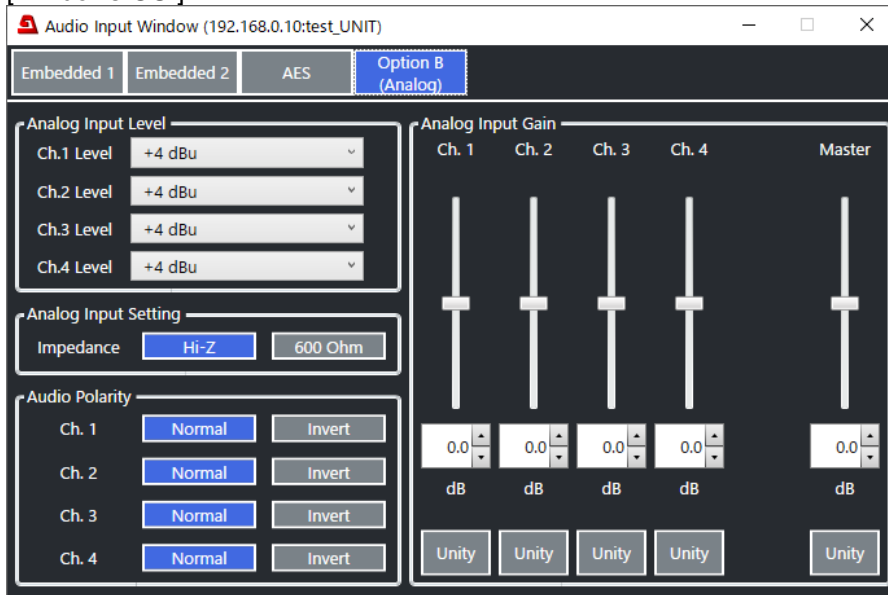 Audio Input Window (192.168.0.10:test_UNIT)
Embedded 1 Embedded 2 AES Option B
(Analog)
Analog Input Level
Ch.1 Level +4 dBu
Ch.2 Level +4 dBu
Ch.3 Level +4 dBu
Ch.4 Level +4 dBu
Analog Input Setting
Impedance Hi-Z 600 Ohm
Audio Polarity
Ch. 1 Normal Invert
Ch. 2 Normal Invert
Ch. 3 Normal Invert
Ch. 4 Normal Invert
Analog Input Gain
Ch. 1 Ch. 2 Ch. 3 Ch. 4 Master
0.0 0.0 0.0 0.0 0.0
dB dB dB dB dB
Unity Unity Unity Unity Unity